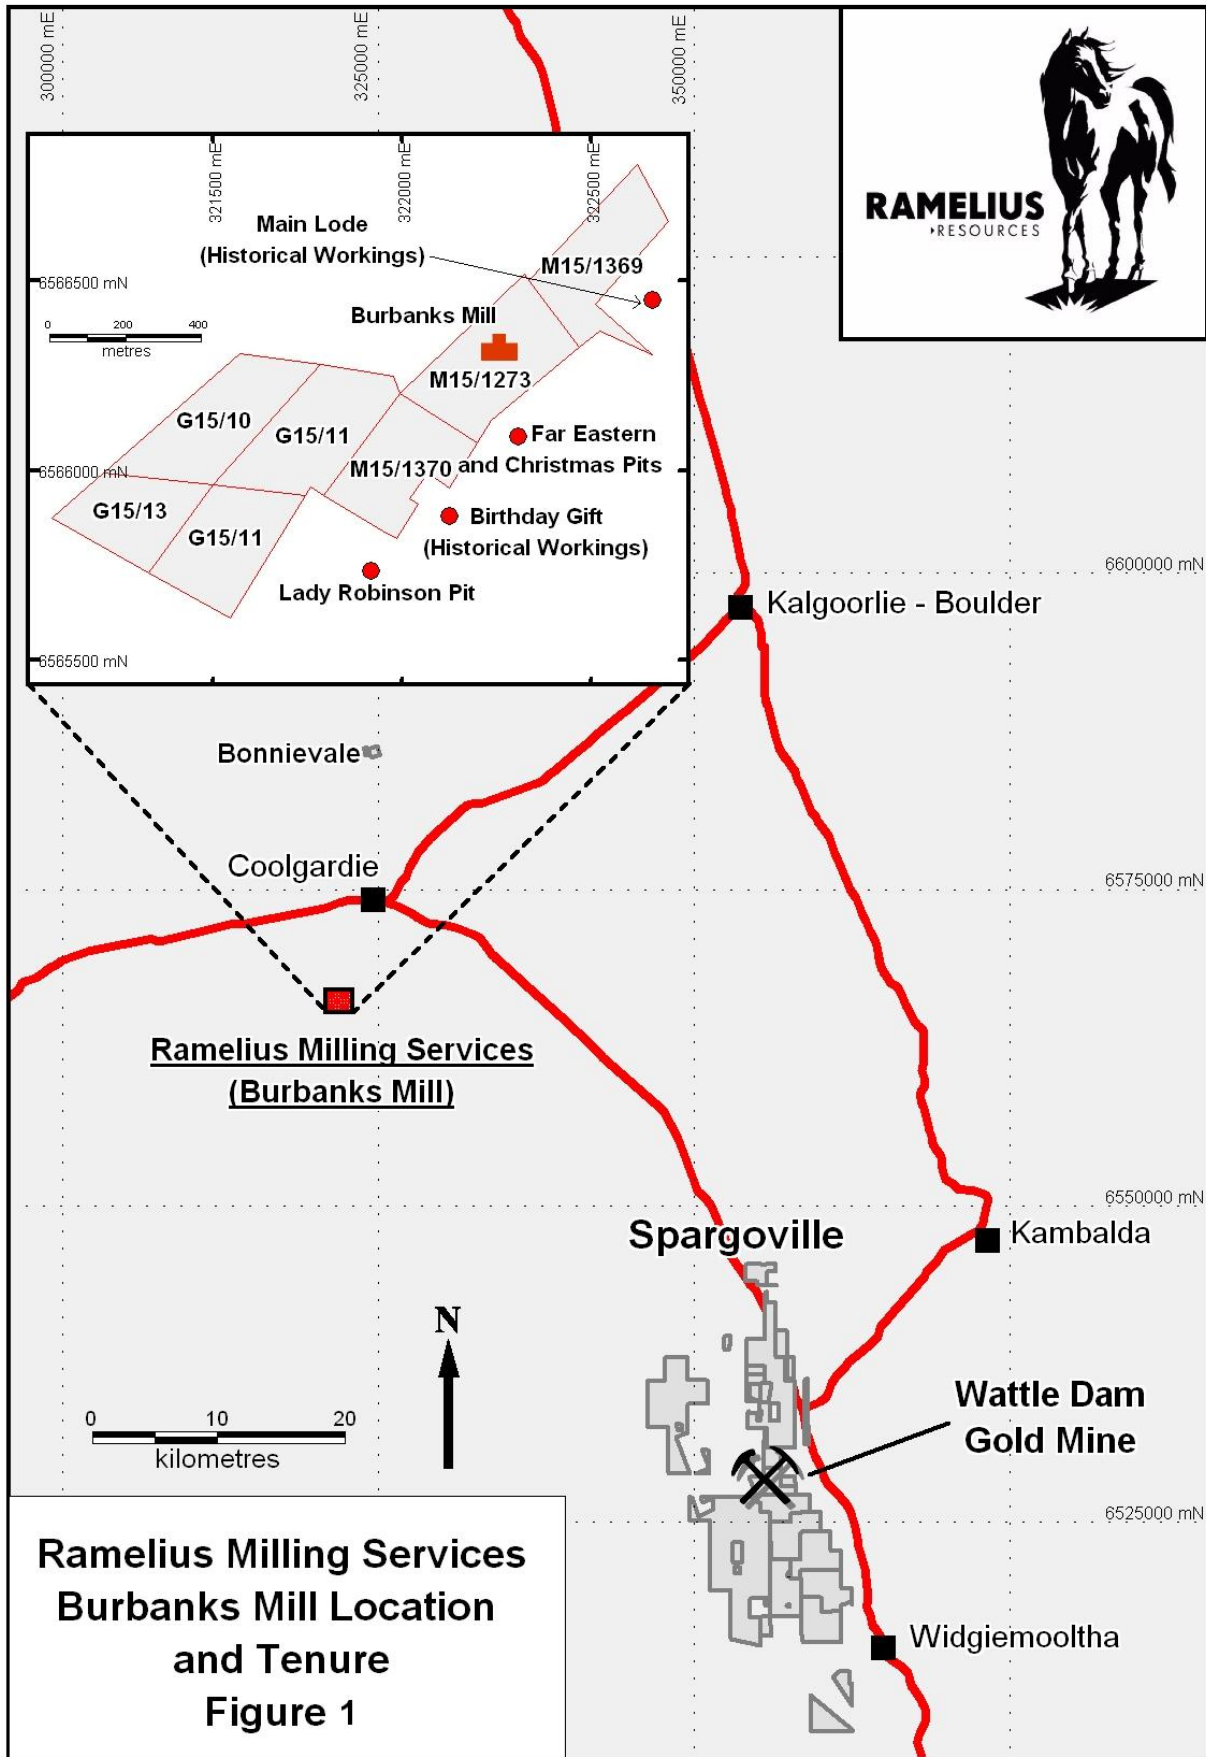 300000 mE
325000 mE
350000 mE
RAMELIUS
RESOURCES
321500 mE
322000 mE
322500 mE
Main Lode
(Historical Workings)
M15/1369
6566500 mN
0 200 400
metres
Burbanks Mill
M15/1273
G15/10
G15/11
Far Eastern
and Christmas Pits
M15/1370
6566000 mN
G15/13
G15/11
Birthday Gift
(Historical Workings)
Lady Robinson Pit
6565500 mN
6600000 mN
Kalgoorlie - Boulder
Bonnievale
Coolgardie
6575000 mN
Ramelius Milling Services
(Burbanks Mill)
6550000 mN
Spargoville
Kambalda
N
Wattle Dam
Gold Mine
0 10 20
kilometres
6525000 mN
Widgiemooltha
Ramelius Milling Services
Burbanks Mill Location
and Tenure
Figure 1